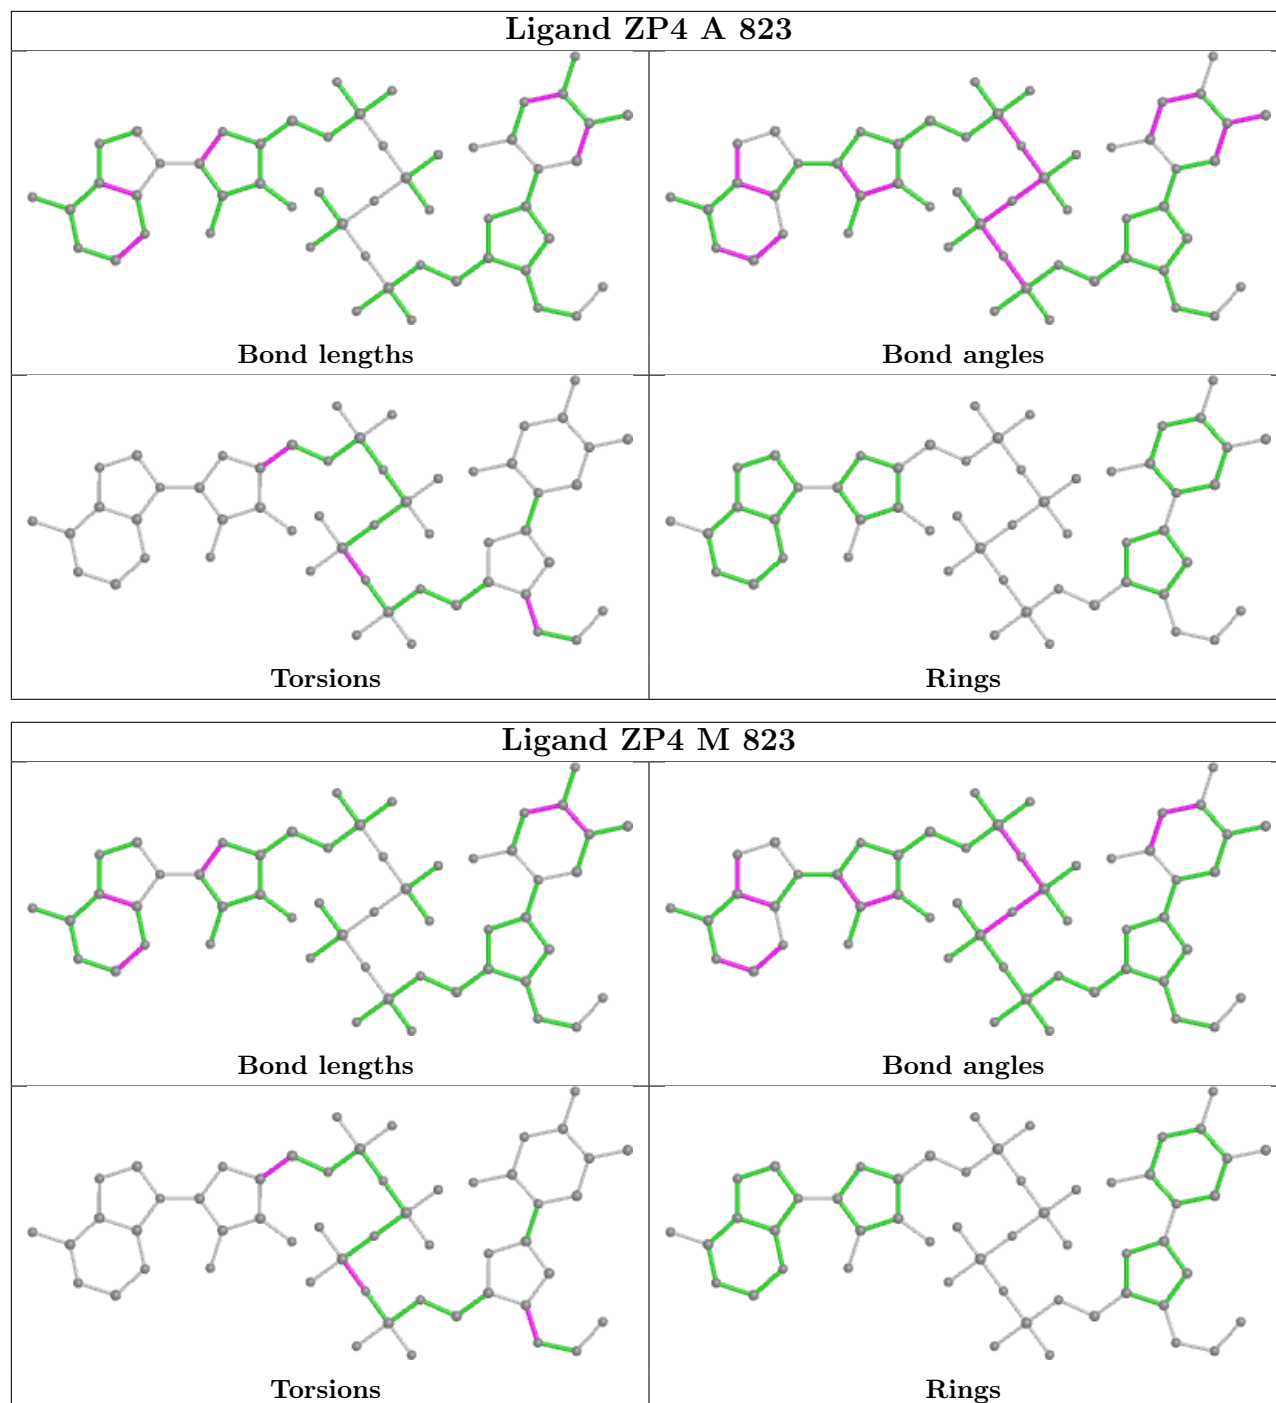 Ligand ZP4 A 823
Bond lengths
Bond angles
Torsions
Rings
Ligand ZP4 M 823
Bond lengths
Bond angles
Torsions
Rings